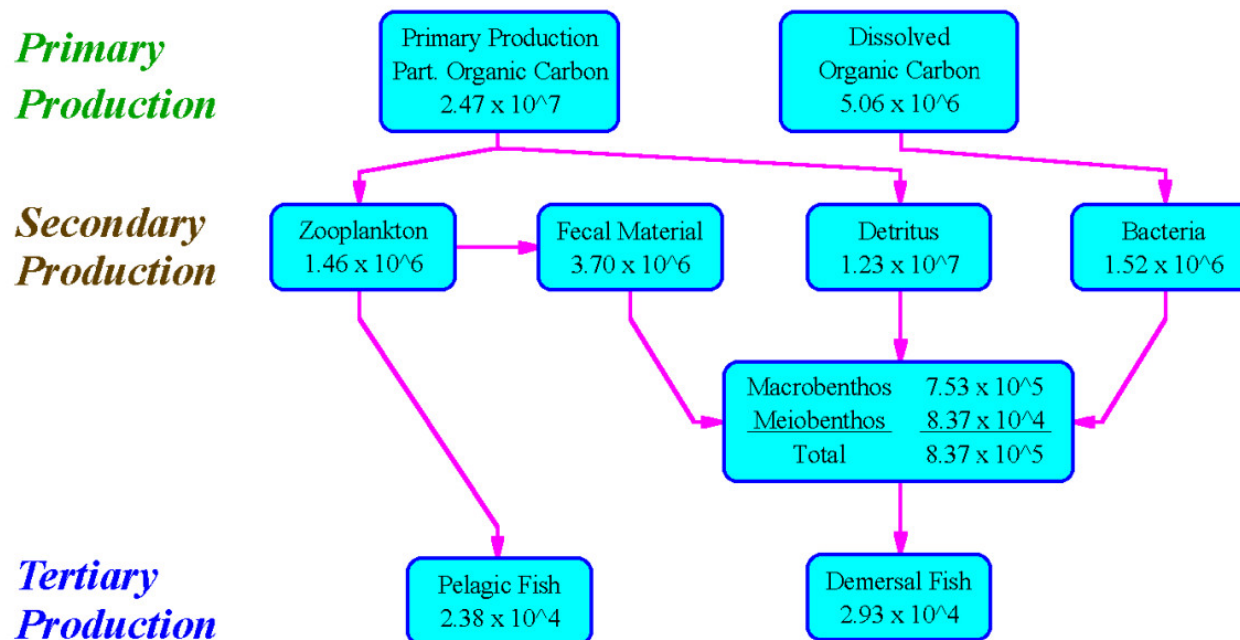 Primary
Production
Primary Production
Part. Organic Carbon
2.47 x 10^7
Dissolved
Organic Carbon
5.06 x 10^6
Secondary
Production
Zooplankton
1.46 x 10^6
Fecal Material
3.70 x 10^6
Detritus
1.23 x 10^7
Bacteria
1.52 x 10^6
Macrobenthos 7.53 x 10^5
Meiobenthos 8.37 x 10^4
Total 8.37 x 10^5
Tertiary
Production
Pelagic Fish
2.38 x 10^4
Demersal Fish
2.93 x 10^4